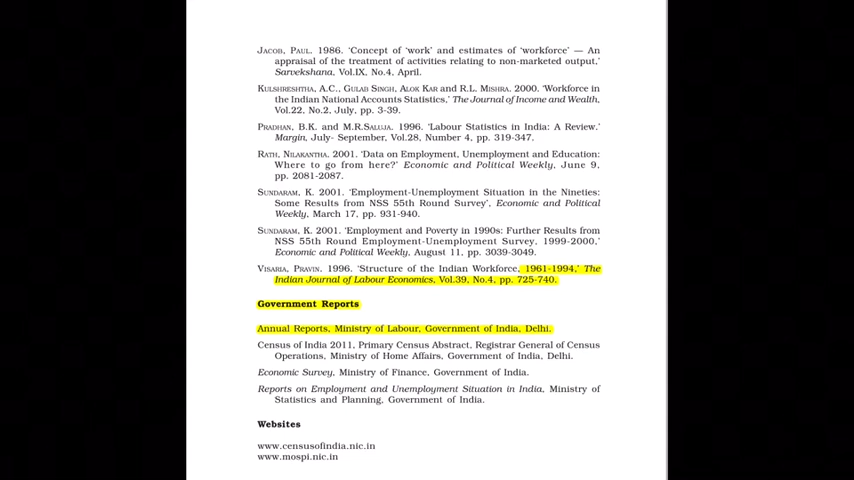 JACOB, PAUL. 1986. ‘Concept of ‘work’ and estimates of ‘workforce’ — An
appraisal of the treatment of activities relating to non-marketed output,’
Sarvekshana, Vol.IX, No.4, April.
KULSHRESHTHA, A.C., GULAB SINGH, ALOK KAR and R.L. MISHRA. 2000. ‘Workforce in
the Indian National Accounts Statistics,’ The Journal of Income and Wealth,
Vol.22, No.2, July, pp. 3-39.
PRADHAN, B.K. and M.R.SALUJA. 1996. ‘Labour Statistics in India: A Review.’
Margin, July- September, Vol.28, Number 4, pp. 319-347.
RATH, NILAKANTHA. 2001. ‘Data on Employment, Unemployment and Education:
Where to go from here?’ Economic and Political Weekly, June 9,
pp. 2081-2087.
SUNDARAM, K. 2001. ‘Employment-Unemployment Situation in the Nineties:
Some Results from NSS 55th Round Survey’, Economic and Political
Weekly, March 17, pp. 931-940.
SUNDARAM, K. 2001. ‘Employment and Poverty in 1990s: Further Results from
NSS 55th Round Employment-Unemployment Survey, 1999-2000,’
Economic and Political Weekly, August 11, pp. 3039-3049.
VISARIA, PRAVIN. 1996. ‘Structure of the Indian Workforce, 1961-1994,’ The
Indian Journal of Labour Economics, Vol.39, No.4, pp. 725-740.
Government Reports
Annual Reports, Ministry of Labour, Government of India, Delhi.
Census of India 2011, Primary Census Abstract, Registrar General of Census
Operations, Ministry of Home Affairs, Government of India, Delhi.
Economic Survey, Ministry of Finance, Government of India.
Reports on Employment and Unemployment Situation in India, Ministry of
Statistics and Planning, Government of India.
Websites
www.censusofindia.nic.in
www.mospi.nic.in